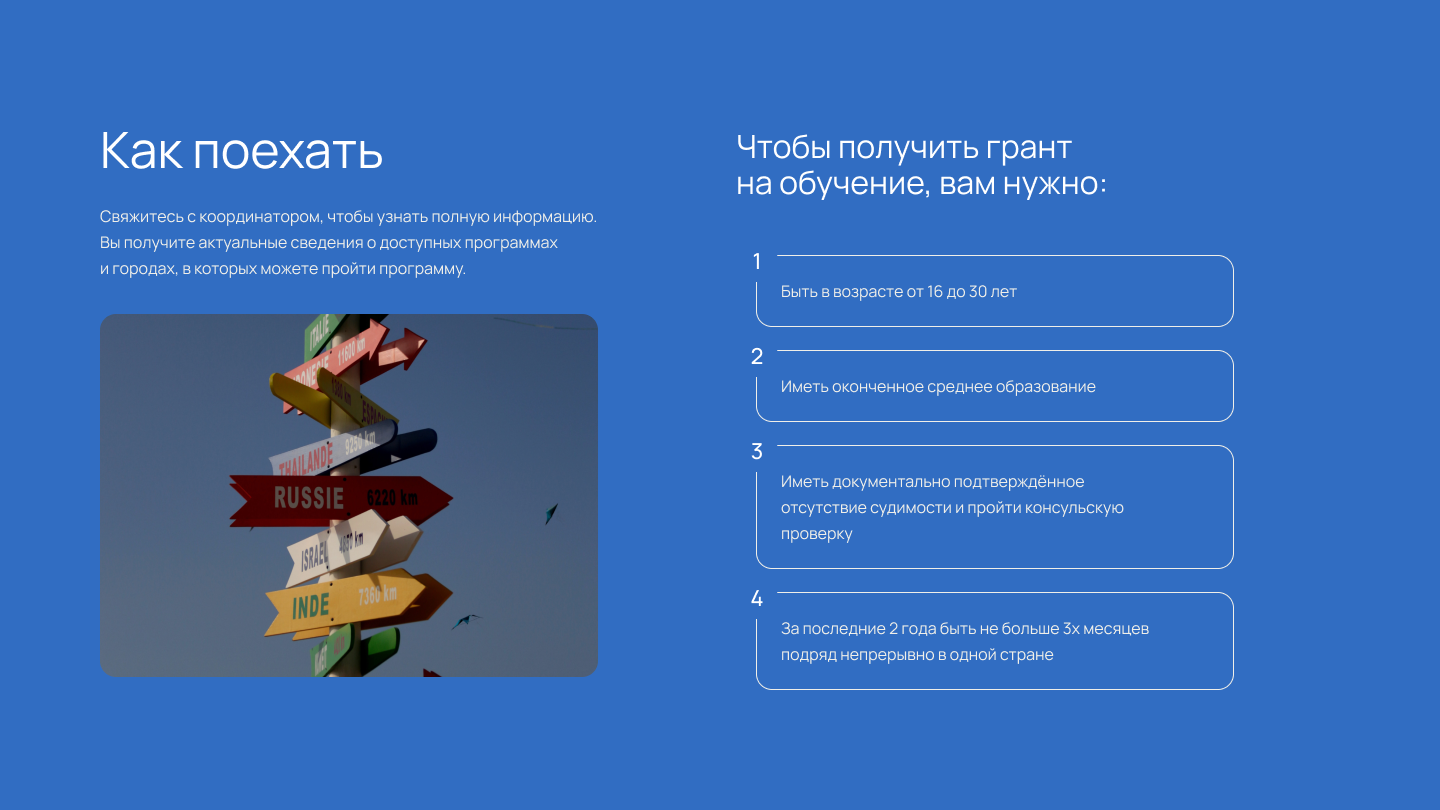 Как поехать
Свяжитесь с координатором, чтобы узнать полную информацию.
Вы получите актуальные сведения о доступных программах
и городах, в которых можете пройти программу.
ITALIE
11600 km
THAILANDE 9250 km
RUSSIE 6220 km
ISRAEL
INDE 7360 km
Чтобы получить грант
на обучение, вам нужно:
1
Быть в возрасте от 16 до 30 лет
2
Иметь оконченное среднее образование
3
Иметь документально подтверждённое
отсутствие судимости и пройти консульскую
проверку
4
За последние 2 года быть не больше 3х месяцев
подряд непрерывно в одной стране